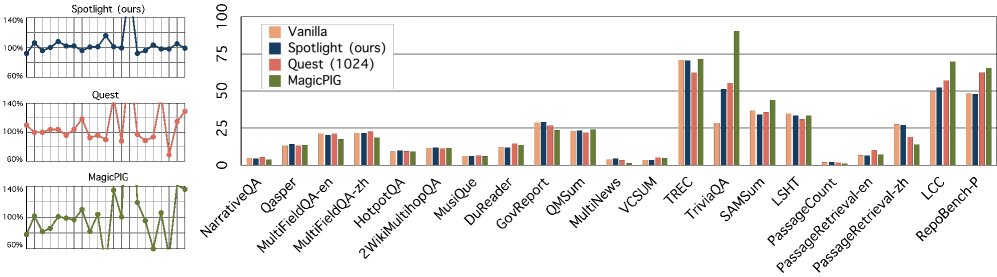 Spotlight (ours)
140%
100%
60%
Quest
140%
100%
60%
MagicPIG
140%
100%
60%
100
75
50
25
0
Vanilla
Spotlight (ours)
Quest (1024)
MagicPIG
NarrativeQA
Qasper
MultiFieldQA-en
MultiFieldQA-zh
HotpotQA
2WikiMultihopQA
MusiQue
DuReader
GovReport
QMSum
MultiNews
VCSUM
TREC
TriviaQA
SAMSum
LSHT
PassageCount
PassageRetrieval-en
PassageRetrieval-zh
LCC
RepoBench-P